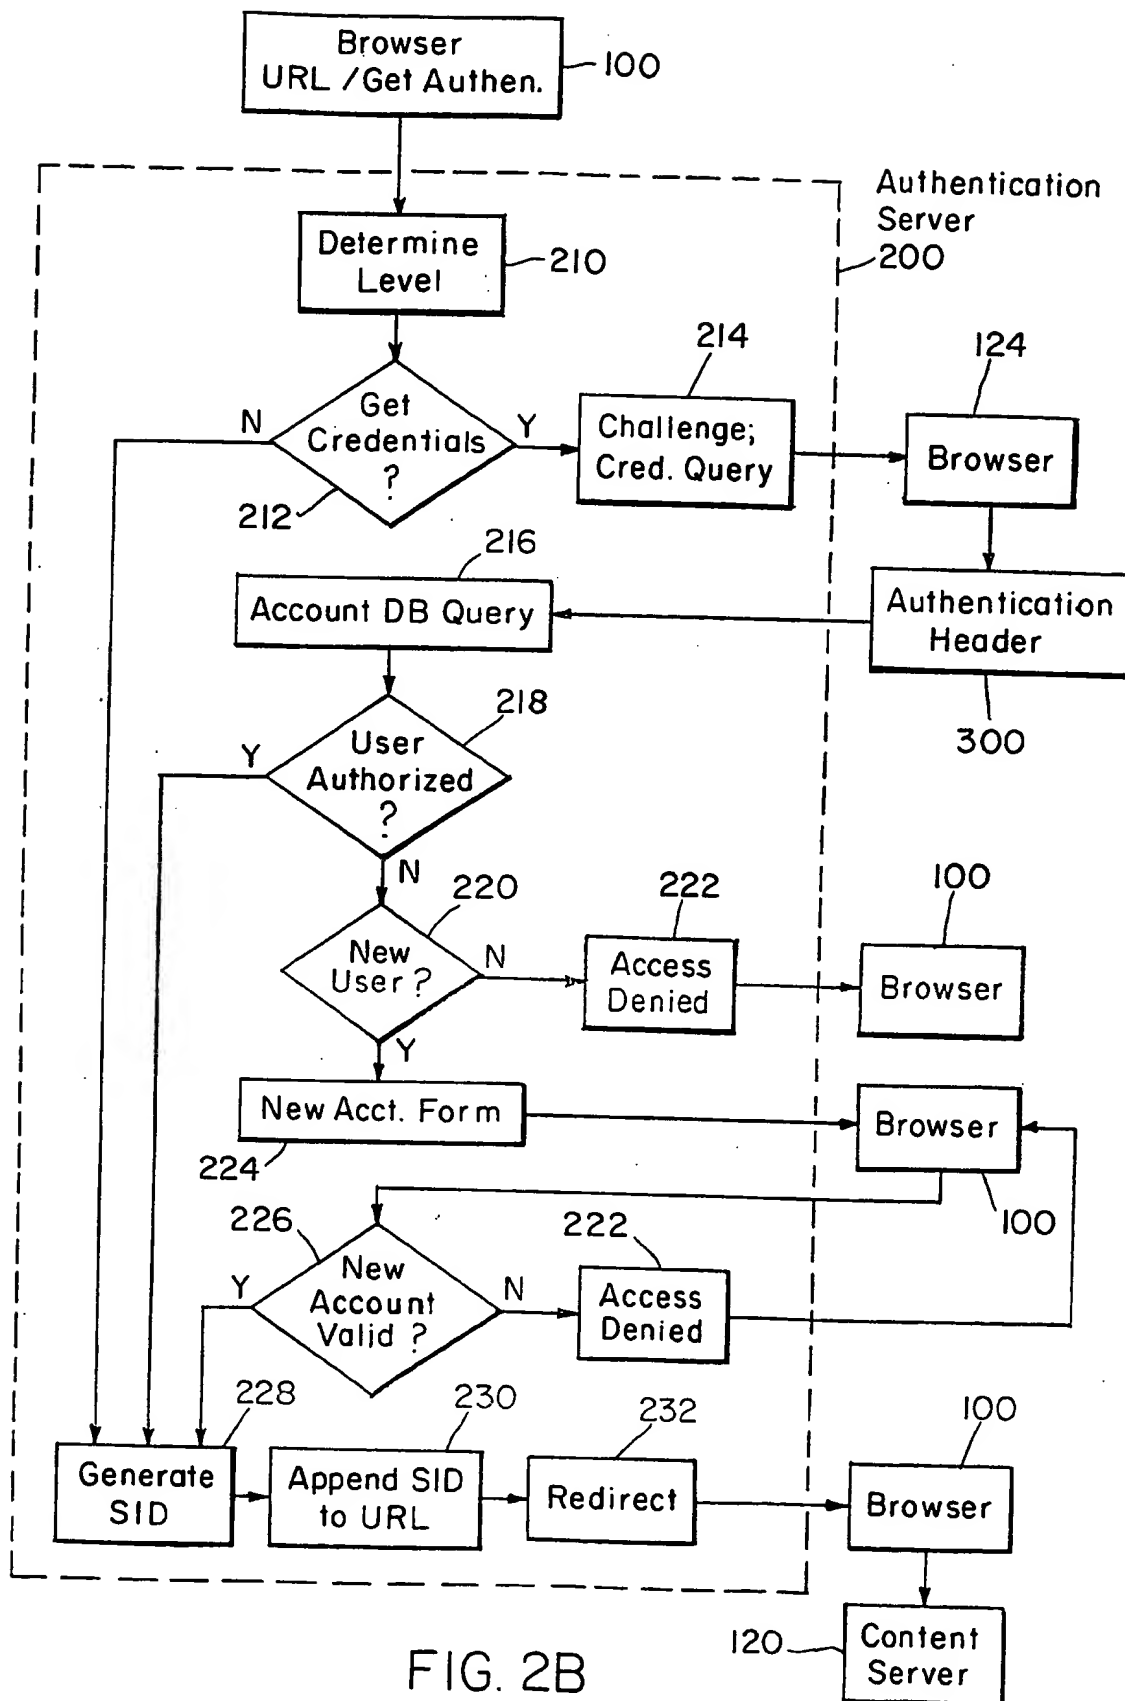 Browser
URL / Get Authen.
100
Authentication
Server
200
Determine
Level
210
214
124
N
Get
Credentials
?
Y
212
Challenge;
Cred. Query
Browser
216
Account DB Query
Authentication
Header
300
218
Y
User
Authorized
?
N
220
222
100
New
User ?
N
Access
Denied
Browser
Y
New Acct. Form
224
Browser
100
226
222
Y
New
Account
Valid ?
N
Access
Denied
228
230
232
100
Generate
SID
Append SID
to URL
Redirect
Browser
120
Content
Server
FIG. 2B